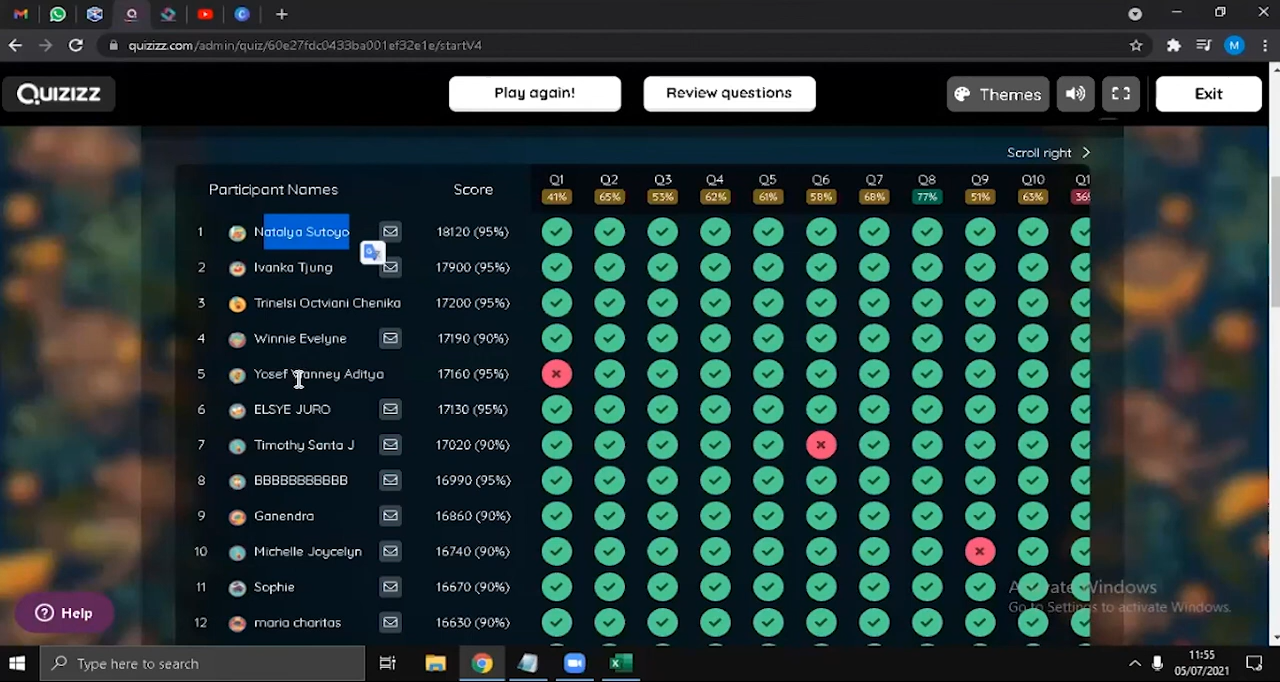 quizizz.com/admin/quiz/60e27fdc0433ba001ef32e1e/startV4
M
Quizizz
Play again!
Review questions
Themes
Exit
Scroll right
Participant Names Score Q1 Q2 Q3 Q4 Q5 Q6 Q7 Q8 Q9 Q10
41% 65% 53% 62% 61% 58% 68% 77% 51% 63%
1 Natalya Sutoyo 18120 (95%)
2 Ivanka Tjung 17900 (95%)
3 Trinelsi Octviani Chenika 17200 (95%)
4 Winnie Evelyne 17190 (90%)
5 Yosef Vianney Aditya 17160 (95%)
6 ELSYE JURO 17130 (95%)
7 Timothy Santa J 17020 (90%)
8 BBBBBBBBBBB 16990 (95%)
9 Ganendra 16860 (90%)
10 Michelle Joycelyn 16740 (90%)
11 Sophie 16670 (90%)
12 maria charitas 16630 (90%)
Activate Windows
Go to Settings to activate Windows.
Help
Type here to search
11:55
05/07/2021